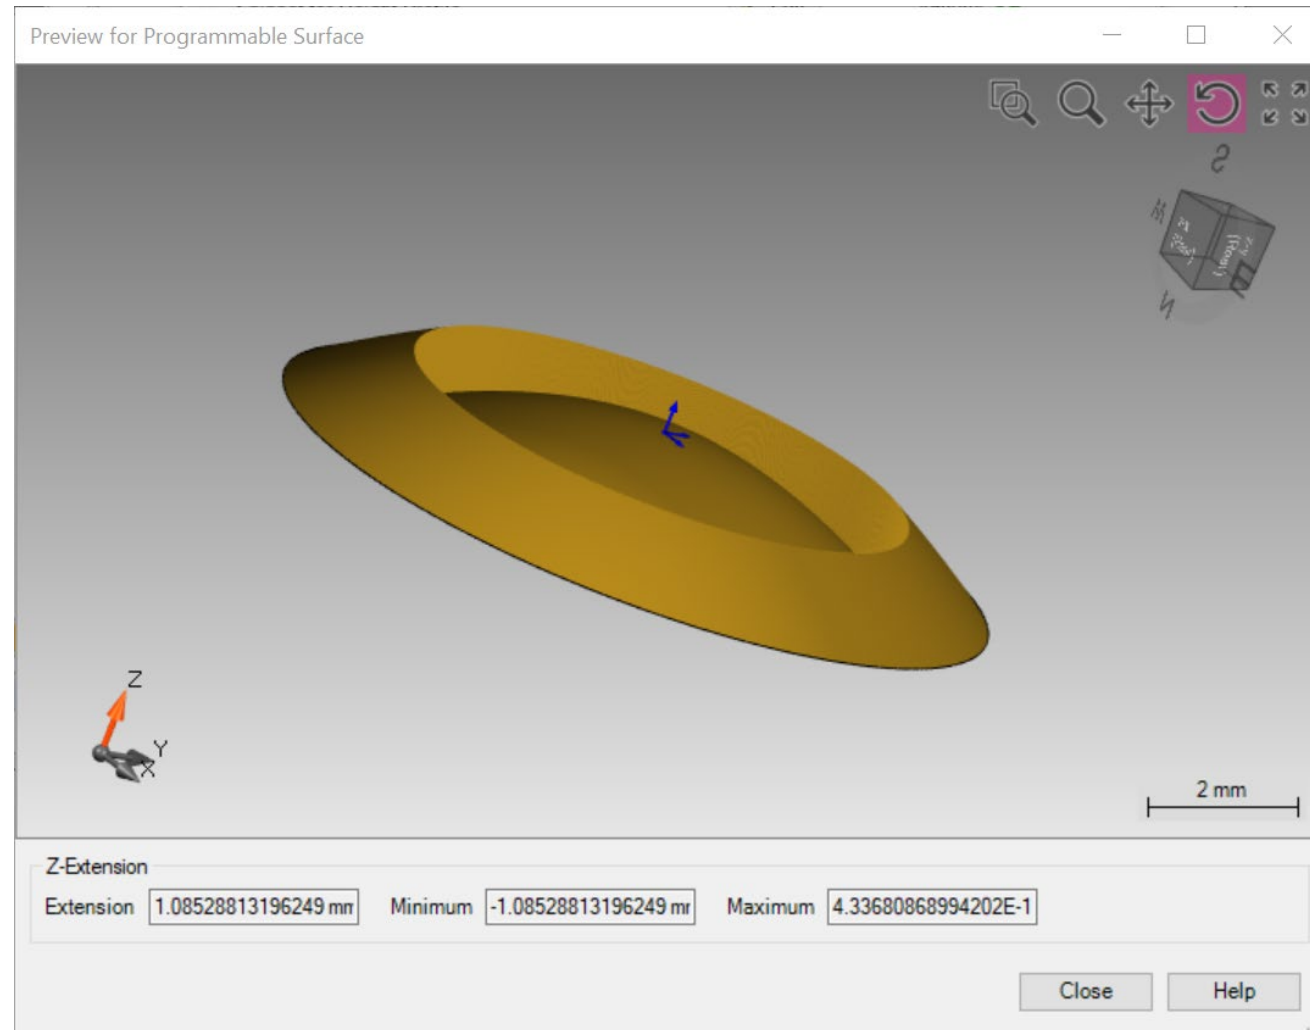 Preview for Programmable Surface
S
W
N
Z
Y
X
2 mm
Z-Extension
Extension 1.08528813196249 mm Minimum -1.08528813196249 mr Maximum 4.33680868994202E-1
Close Help